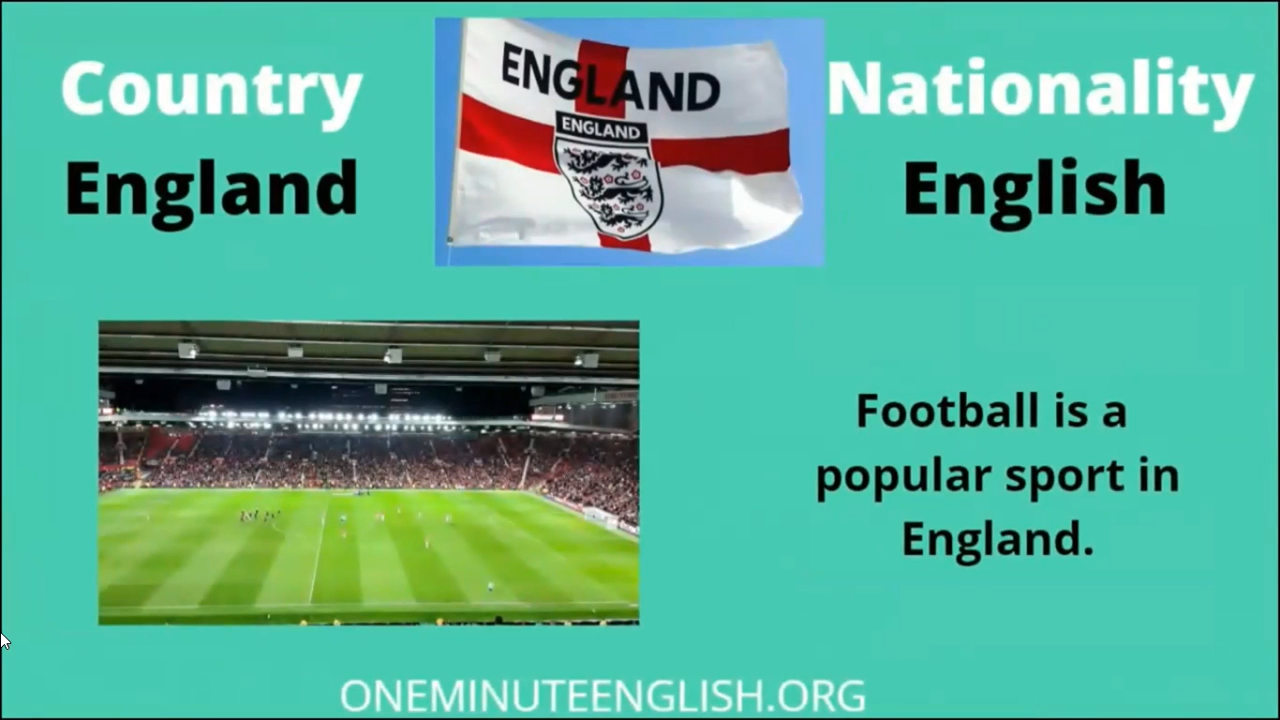 Country
England
ENGLAND
ENGLAND
Nationality
English
Football is a
popular sport in
England.
ONEMINUTEENGLISH.ORG